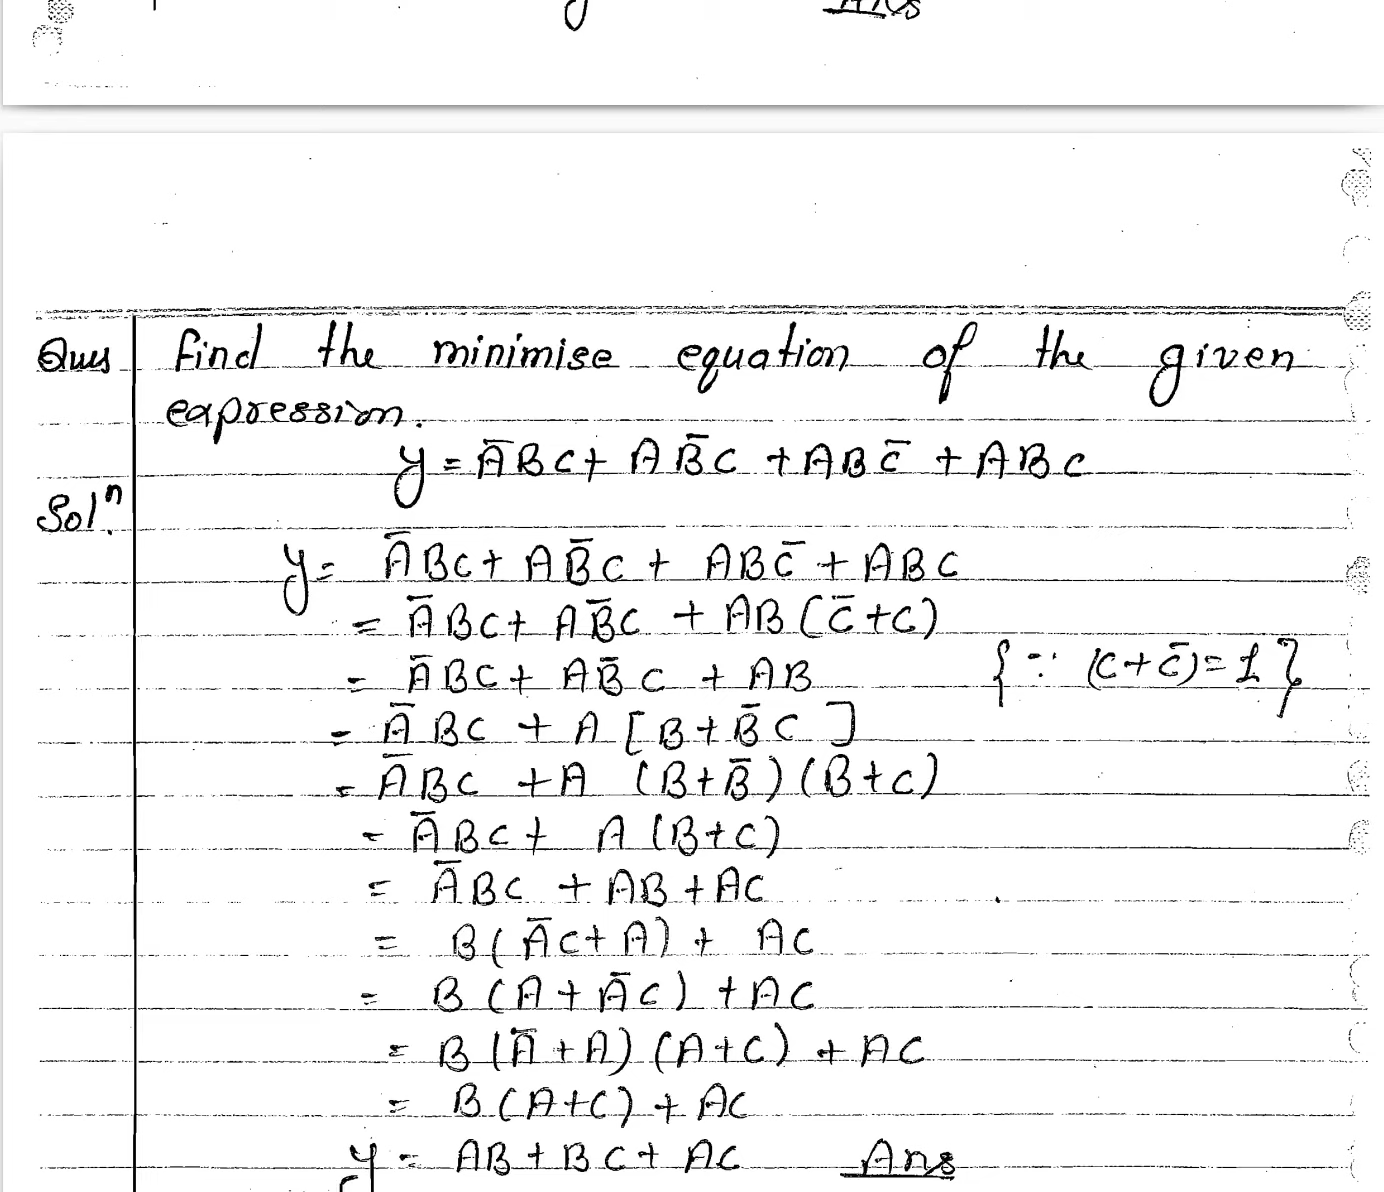 Ans
Ques find the minimise equation of the given
expression.
y = ĀBC + AB̄C + ABC̄ + ABC
Solⁿ.
y = ĀBC + AB̄C + ABC̄ + ABC
= ĀBC + AB̄C + AB (C̄+C)
= ĀBC + AB̄C + AB { ∵ (C+C̄)=1 }
= ĀBC + A [B+B̄C]
= ĀBC + A (B+B̄)(B+C)
= ĀBC + A (B+C)
= ĀBC + AB + AC
= B(ĀC+A) + AC
= B (A+ĀC) + AC
= B (Ā+A) (A+C) + AC
= B (A+C) + AC
y = AB + BC + AC Ans